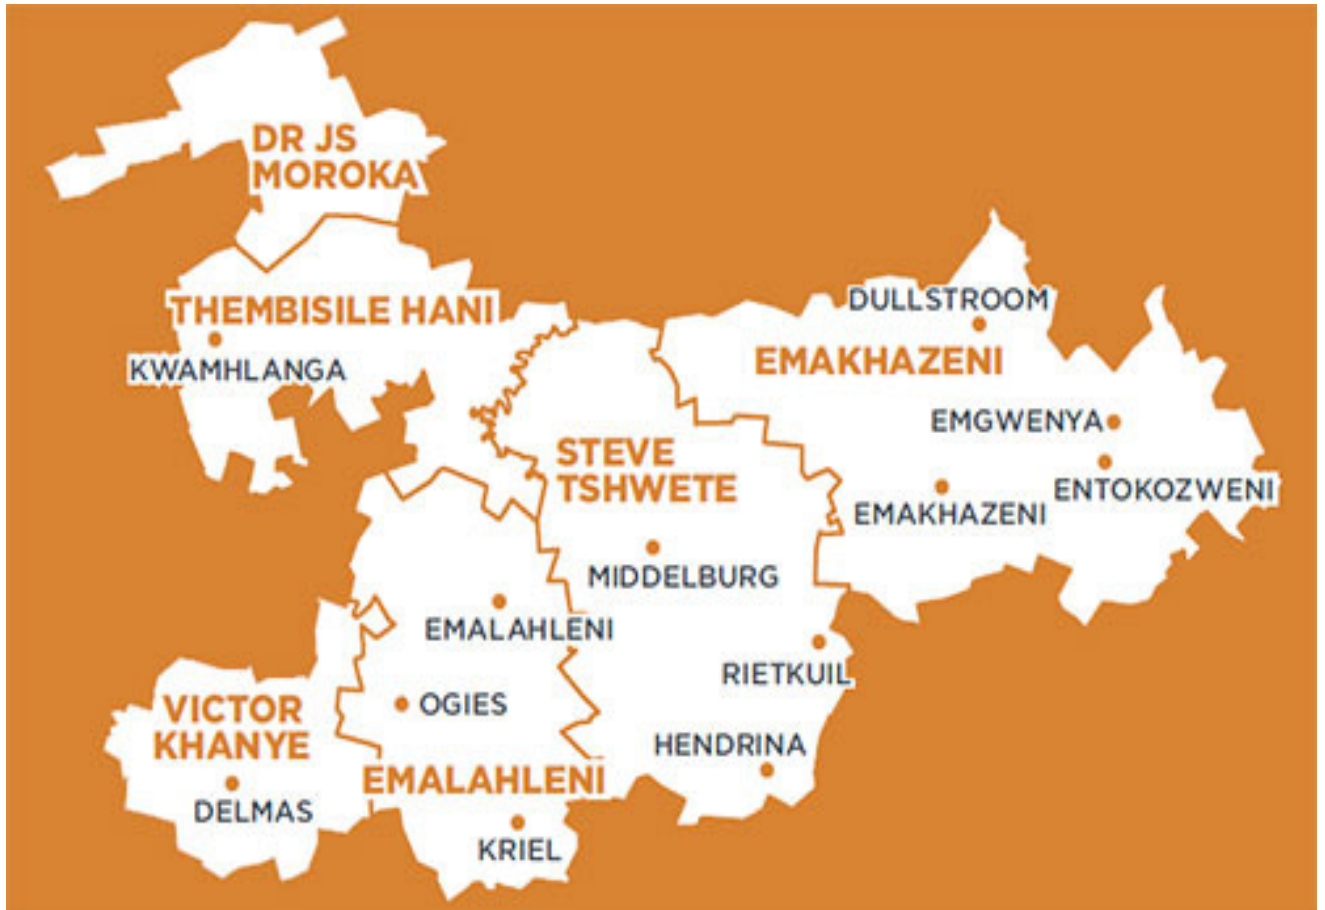 DR JS
MOROKA
THEMBISILE HANI
KWAMHLANGA
DULLSTROOM
EMAKHAZENI
EMGWENYA
ENTOKOZWENI
EMAKHAZENI
STEVE
TSHWETE
MIDDELBURG
EMALAHLENI
RIETKUIL
OGIES
VICTOR
KHANYE
HENDRINA
EMALAHLENI
DELMAS
KRIEL